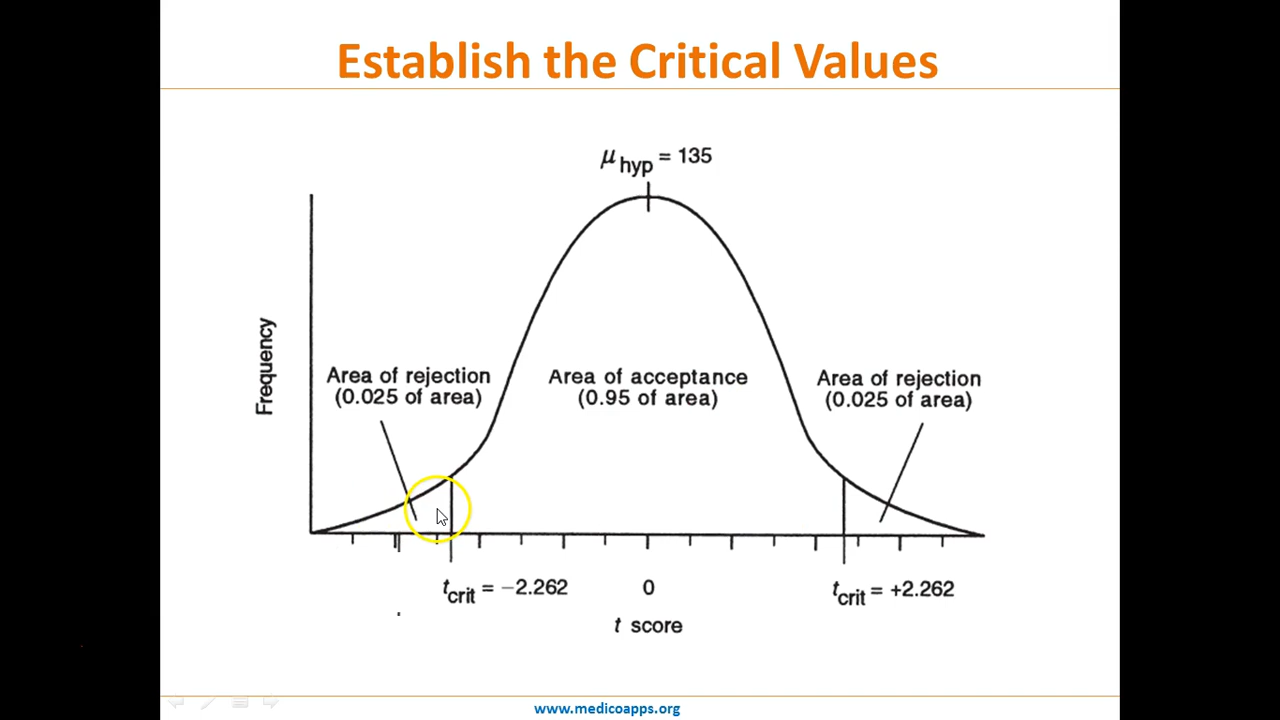 Establish the Critical Values
μ hyp = 135
Frequency
Area of rejection
(0.025 of area)
Area of acceptance
(0.95 of area)
Area of rejection
(0.025 of area)
tcrit = −2.262
0
tcrit = +2.262
t score
www.medicoapps.org